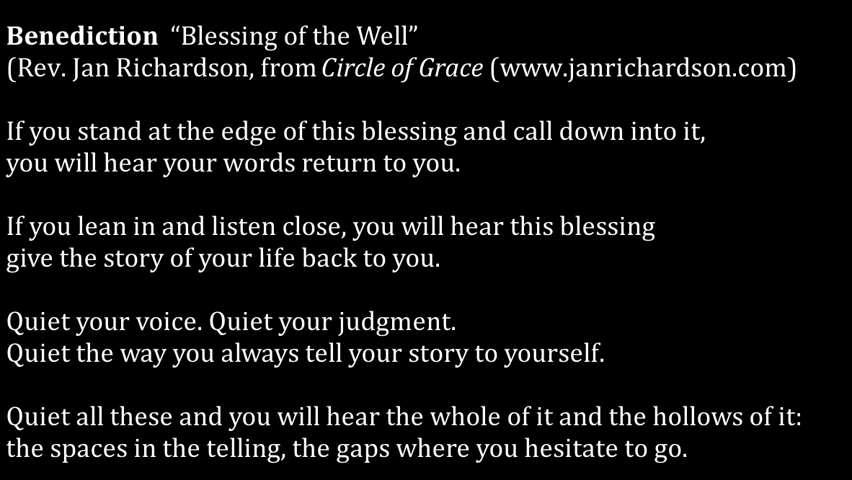 Benediction “Blessing of the Well”
(Rev. Jan Richardson, from Circle of Grace (www.janrichardson.com)
If you stand at the edge of this blessing and call down into it,
you will hear your words return to you.
If you lean in and listen close, you will hear this blessing
give the story of your life back to you.
Quiet your voice. Quiet your judgment.
Quiet the way you always tell your story to yourself.
Quiet all these and you will hear the whole of it and the hollows of it:
the spaces in the telling, the gaps where you hesitate to go.